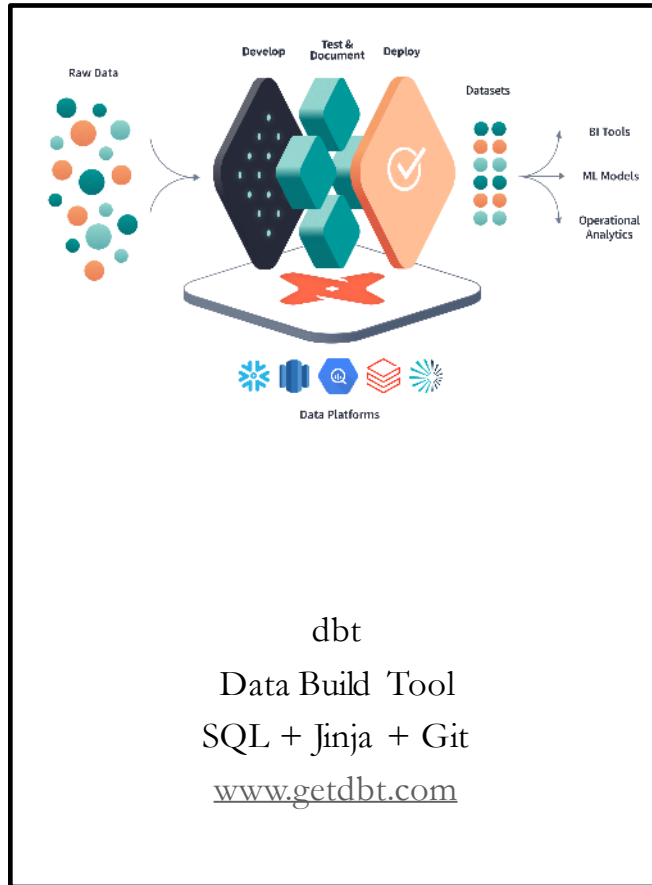 Develop
Test &
Document
Deploy
Raw Data
Datasets
BI Tools
ML Models
Operational
Analytics
Data Platforms
dbt
Data Build Tool
SQL + Jinja + Git
www.getdbt.com